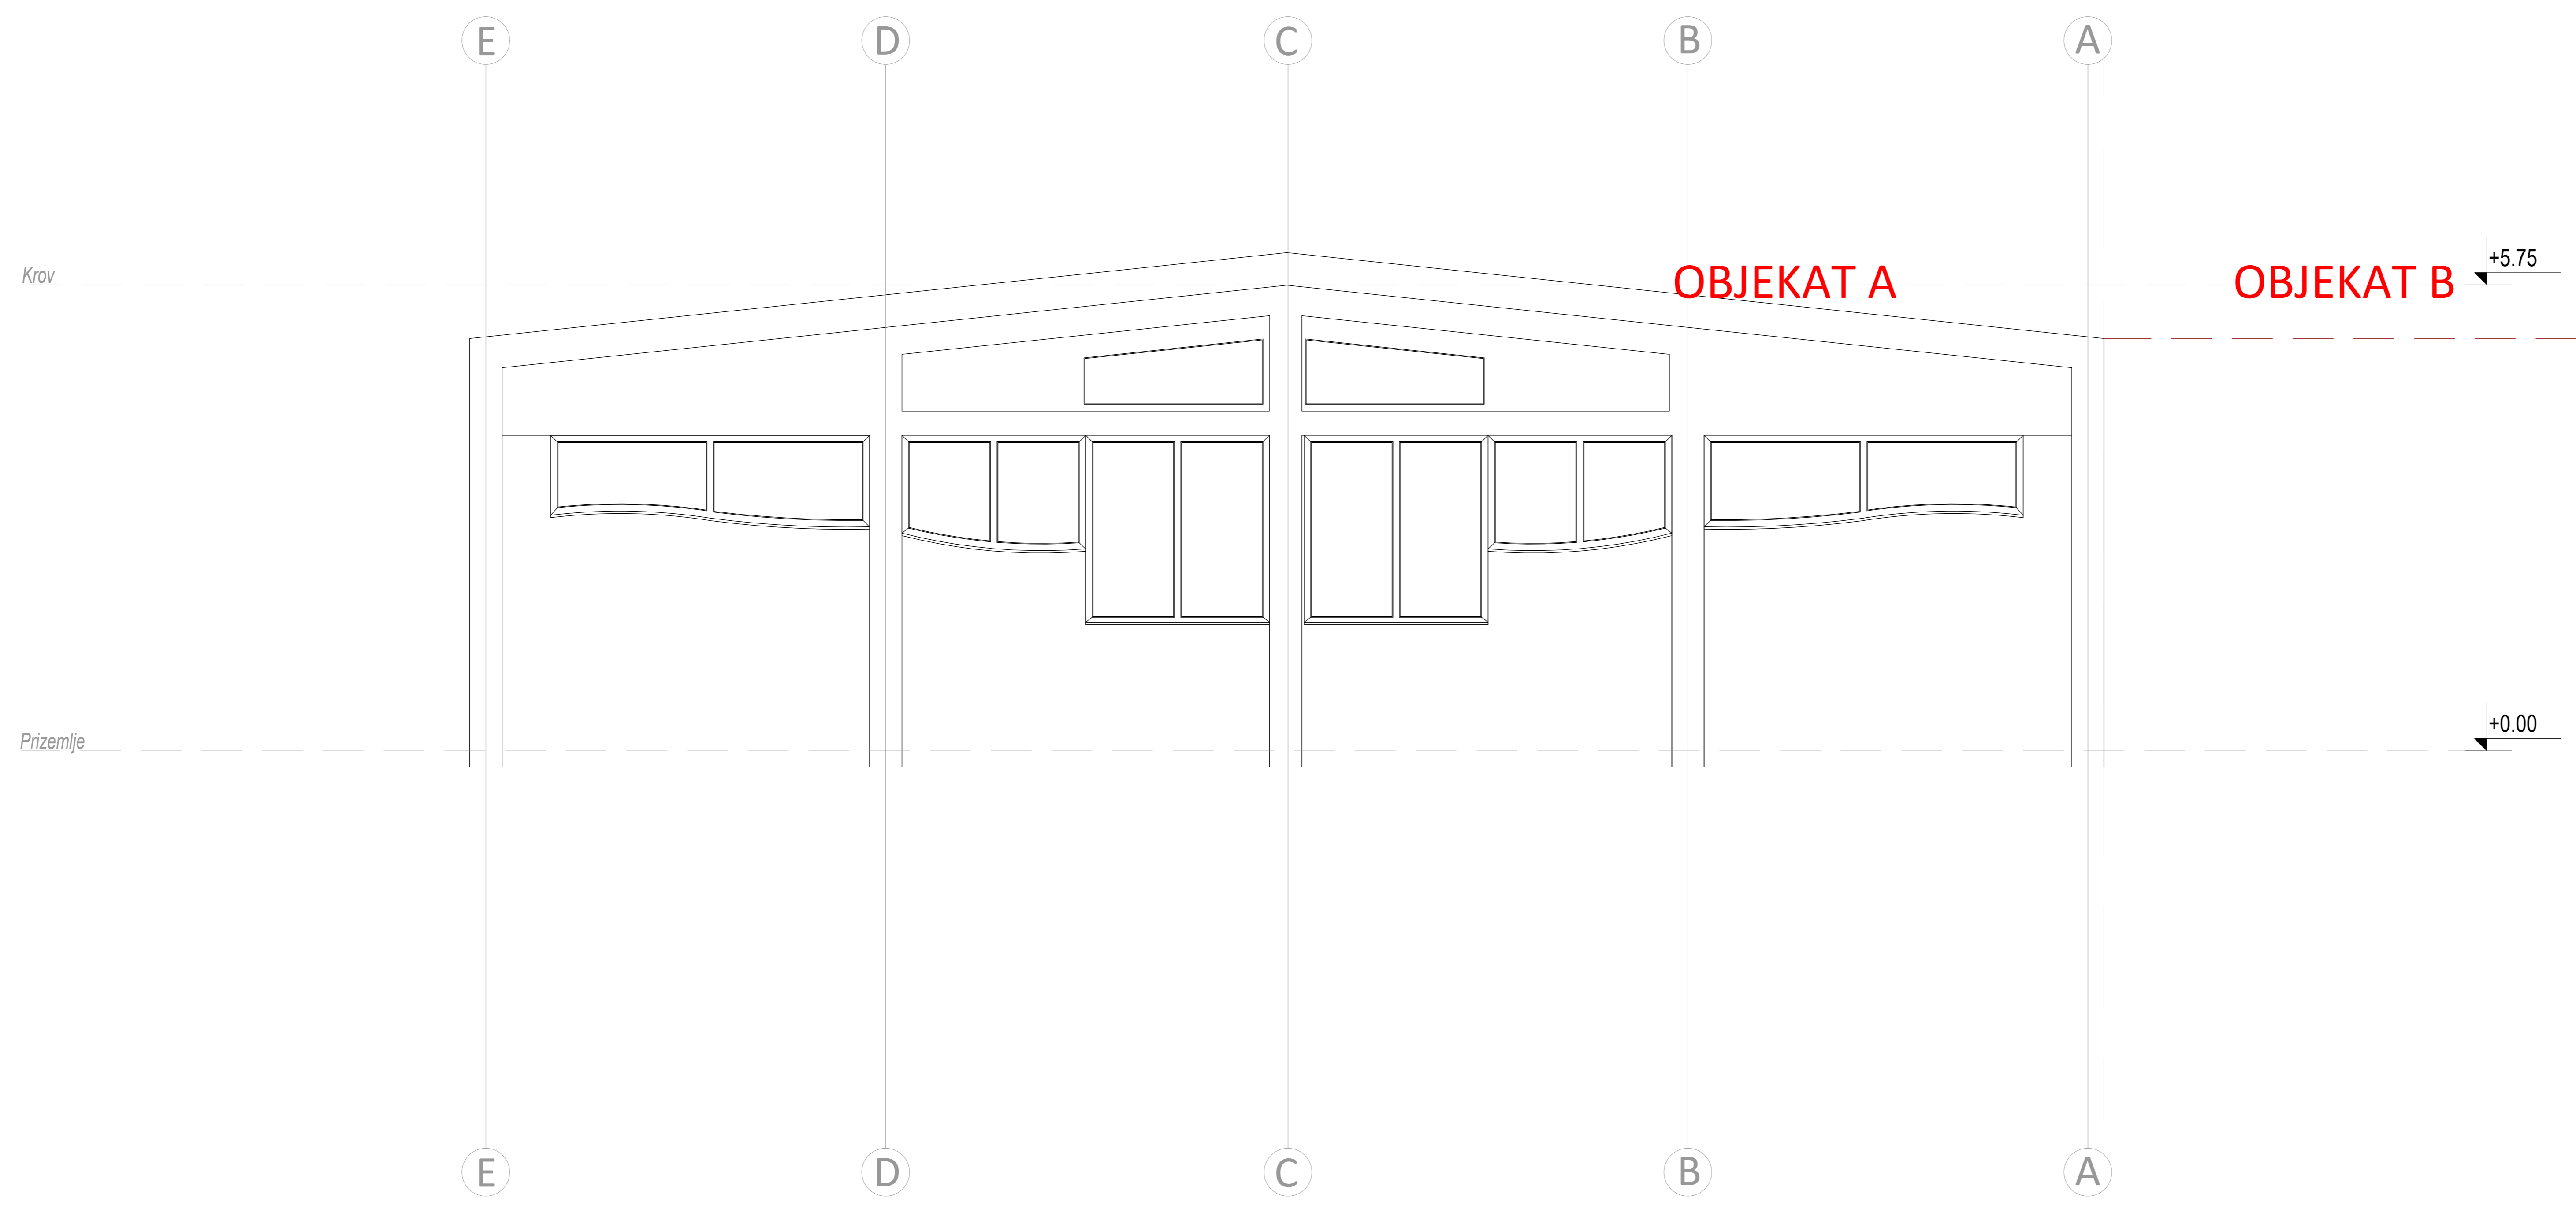 E D C B A
+5.75
Krov OBJEKAT A OBJEKAT B
+0.00
Prizemlje
E D C B A